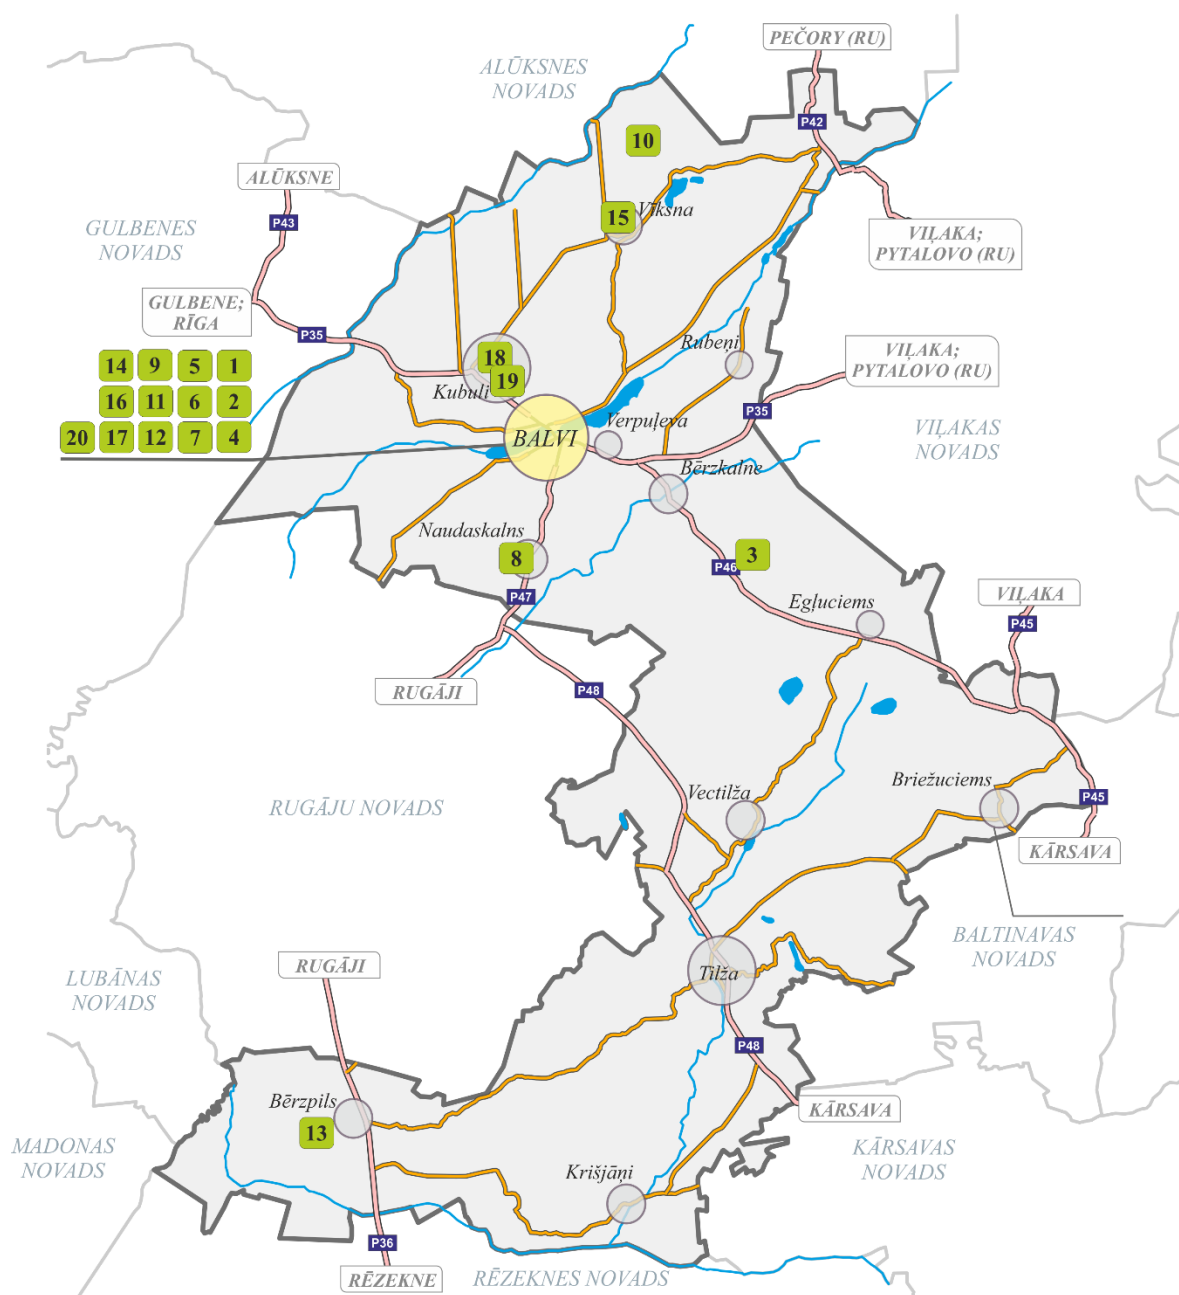 PEČORY (RU)
ALŪKSNES
NOVADS
P42
10
ALŪKSNE
15
Vīksna
P43
GULBENES
NOVADS
VIĻAKA;
PYTALOVO (RU)
GULBENE;
RĪGA
P35
Rubeņi
VIĻAKA;
PYTALOVO (RU)
14 9 5 1
18
19
Kubuli
16 11 6 2
P35
Verpuļeva
VIĻAKAS
NOVADS
20 17 12 7 4
BALVI
Bērzkalne
Naudaskalns
8
3
P46
P47
Egļuciems
VIĻAKA
P45
RUGĀJI
P48
Briežuciems
Vectilža
RUGĀJU NOVADS
P45
KĀRSAVA
BALTINAVAS
NOVADS
RUGĀJI
Tilža
LUBĀNAS
NOVADS
P48
Bērzpils
KĀRSAVA
13
MADONAS
NOVADS
KĀRSAVAS
NOVADS
Krišjāņi
P36
RĒZEKNE
RĒZEKNES NOVADS